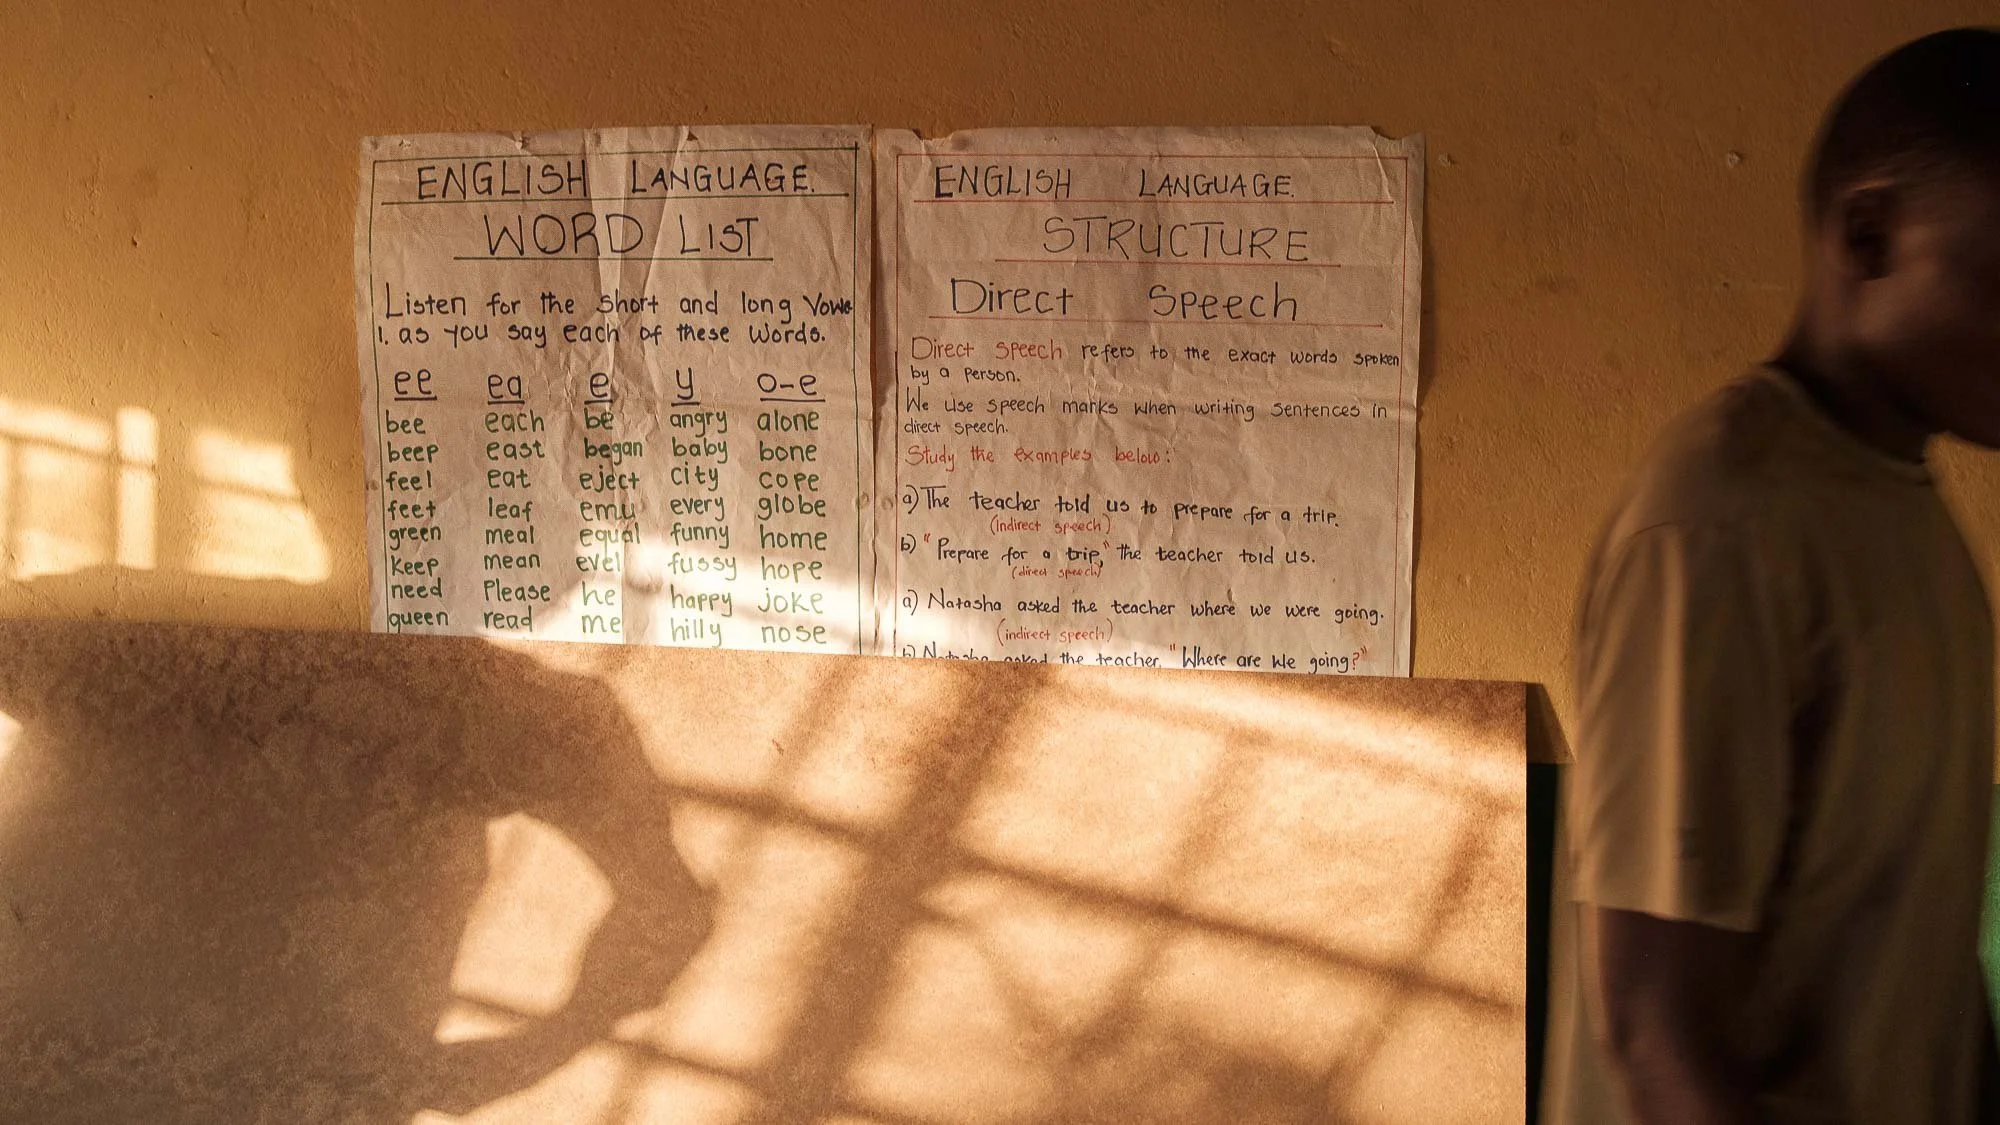 ENGLISH LANGUAGE.
WORD LIST
Listen for the short and long Vowe
l. as you say each of these words.
ee ea e y o-e
bee each be angry alone
beep east began baby bone
feel eat eject city cope
feet leaf emu every globe
green meal equal funny home
keep mean evel fussy hope
need Please he happy joke
queen read me hilly nose
ENGLISH LANGUAGE.
STRUCTURE
Direct Speech
Direct speech refers to the exact words spoken
by a person.
We use speech marks when writing sentences in
direct speech.
Study the examples below:
a) The teacher told us to prepare for a trip.
(indirect speech)
b) "Prepare for a trip," the teacher told us.
(direct speech)
a) Natasha asked the teacher where we were going.
(indirect speech)
b) Natasha asked the teacher, "Where are we going?"